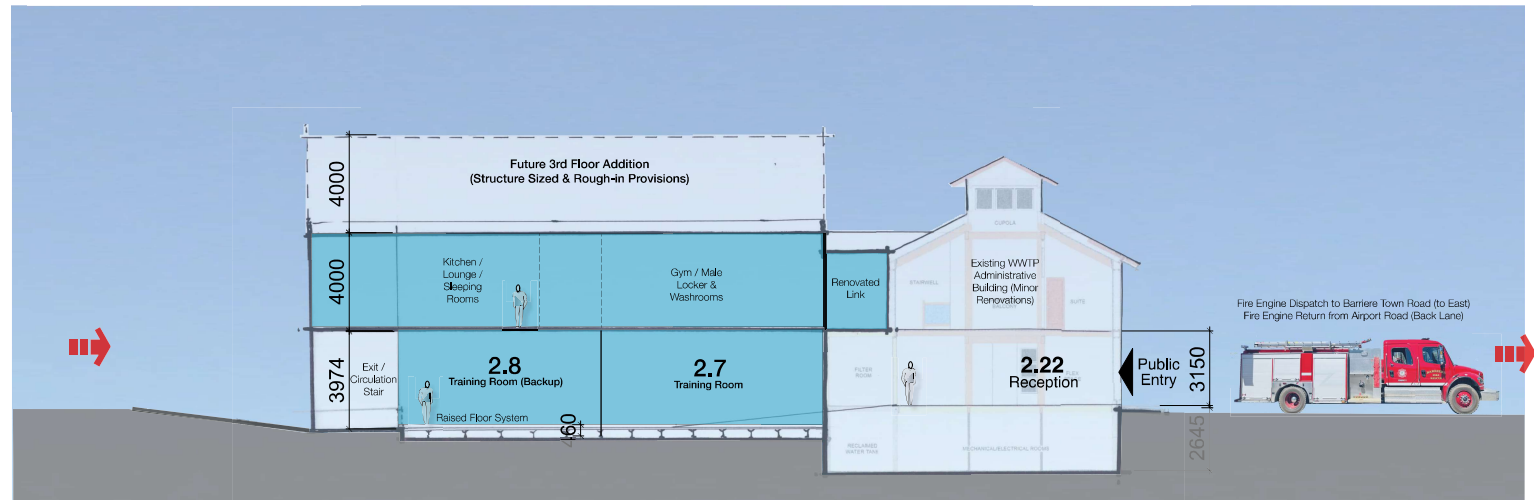 Future 3rd Floor Addition
(Structure Sized & Rough-in Provisions)
4000
4000
3974
Kitchen /
Lounge /
Sleeping
Rooms
Gym / Male
Locker &
Washrooms
Renovated
Link
CUPOLA
Existing WWTP
Administrative
Building (Minor
Renovations)
STAIRWELL
SUITE
Fire Engine Dispatch to Barriere Town Road (to East)
Fire Engine Return from Airport Road (Back Lane)
Exit /
Circulation
Stair
2.8
Training Room (Backup)
2.7
Training Room
Raised Floor System
460
FILTER
ROOM
2.22
Reception
FLEX
Public
Entry
3150
2645
RECLAIMED
WATER TANK
MECHANICAL/ELECTRICAL ROOMS